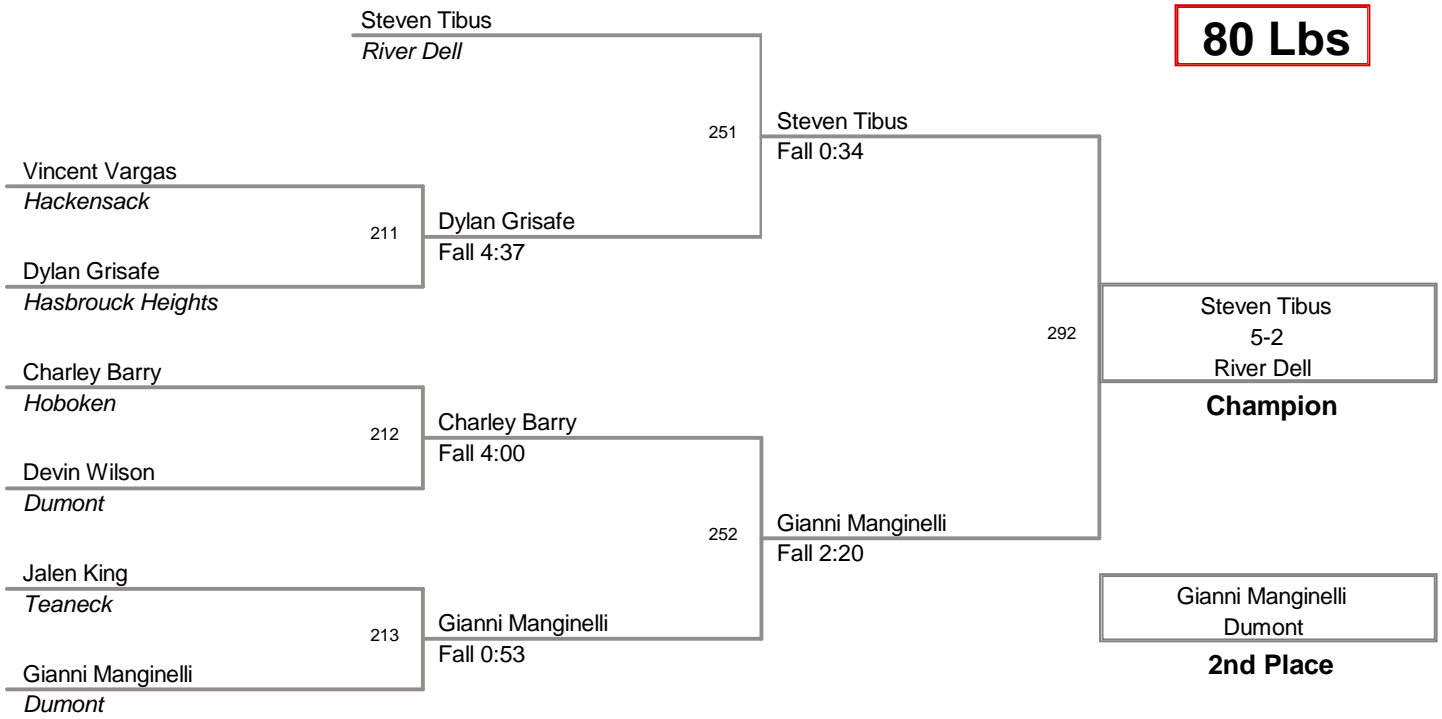 Steven Tibus
River Dell
80 Lbs
251
Steven Tibus
Fall 0:34
Vincent Vargas
Hackensack
211
Dylan Grisafe
Fall 4:37
Dylan Grisafe
Hasbrouck Heights
292
Steven Tibus
5-2
River Dell
Champion
Charley Barry
Hoboken
212
Charley Barry
Fall 4:00
Devin Wilson
Dumont
252
Gianni Manginelli
Fall 2:20
Jalen King
Teaneck
213
Gianni Manginelli
Fall 0:53
Gianni Manginelli
Dumont
Gianni Manginelli
Dumont
2nd Place